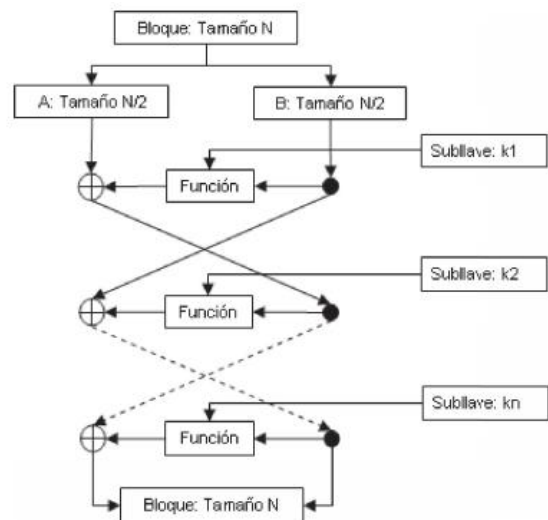 Bloque: Tamaño N
A: Tamaño N/2
B: Tamaño N/2
Subllave: k1
Función
Subllave: k2
Función
Subllave: kn
Función
Bloque: Tamaño N